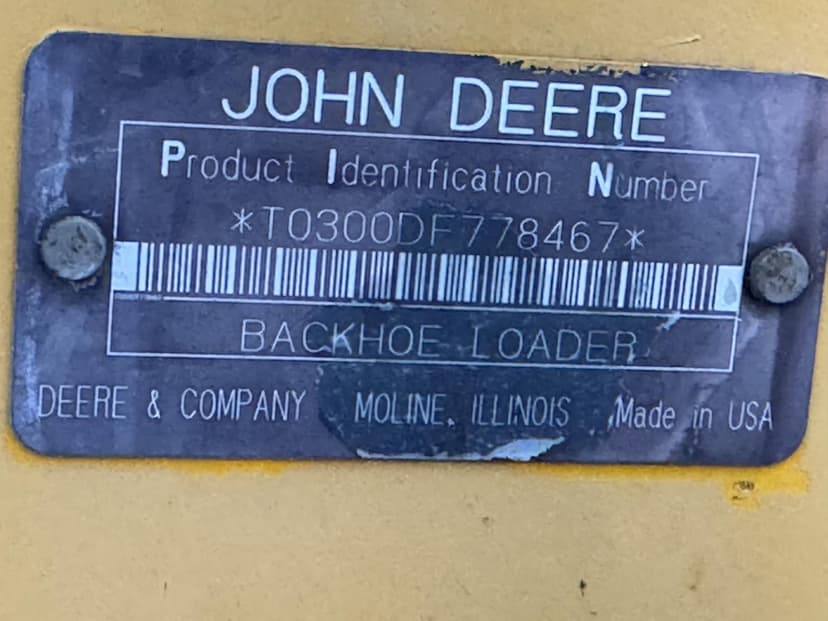 JOHN DEERE
Product Identification Number
*T0300DF778467*
BACKHOE LOADER
DEERE & COMPANY MOLINE, ILLINOIS Made in USA